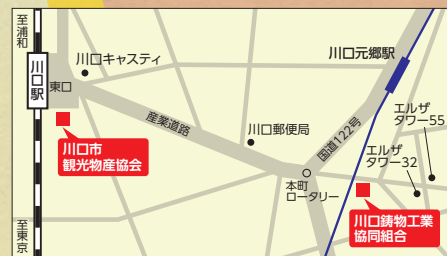 至浦和
川口駅
東口
川口キャスティ
川口市
観光物産協会
産業道路
川口郵便局
川口元郷駅
国道122号
エルザ
タワー55
エルザ
タワー32
本町
ロータリー
川口鋳物工業
協同組合
至東京